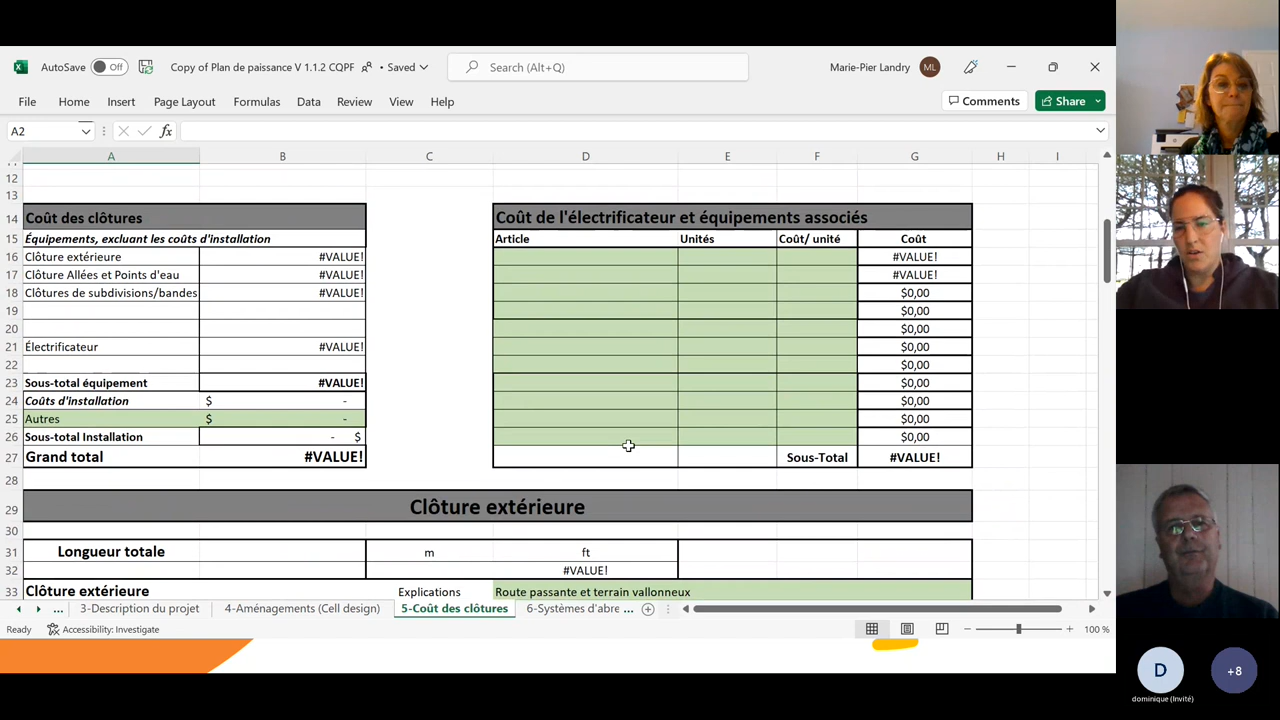 AutoSave Off Copy of Plan de paissance V 1.1.2 CQPF • Saved Search (Alt+Q) Marie-Pier Landry ML
File Home Insert Page Layout Formulas Data Review View Help Comments Share
A2 fx
A B C D E F G H I
12
13
14 Coût des clôtures Coût de l'électrificateur et équipements associés
15 Équipements, excluant les coûts d'installation Article Unités Coût/ unité Coût
16 Clôture extérieure #VALUE! #VALUE!
17 Clôture Allées et Points d'eau #VALUE! #VALUE!
18 Clôtures de subdivisions/bandes #VALUE! $0,00
19 $0,00
20 $0,00
21 Électrificateur #VALUE! $0,00
22 $0,00
23 Sous-total équipement #VALUE! $0,00
24 Coûts d'installation $ - $0,00
25 Autres $ - $0,00
26 Sous-total Installation - $ $0,00
27 Grand total #VALUE! Sous-Total #VALUE!
28
29 Clôture extérieure
30
31 Longueur totale m ft
32 #VALUE!
33 Clôture extérieure Explications Route passante et terrain vallonneux
... 3-Description du projet 4-Aménagements (Cell design) 5-Coût des clôtures 6-Systèmes d'abre ...
Ready Accessibility: Investigate 100 %
D +8
dominique (Invité)